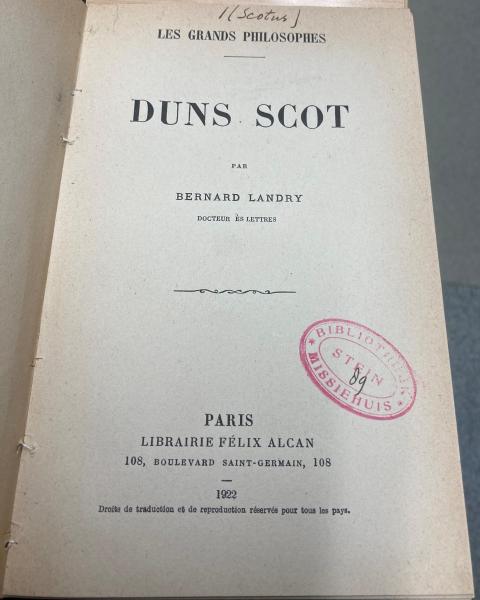 1 (Scotus)
LES GRANDS PHILOSOPHES
DUNS SCOT
PAR
BERNARD LANDRY
DOCTEUR ÈS LETTRES
BIBLIOTHEEK
STEIN
89
MISSIEHUIS
PARIS
LIBRAIRIE FÉLIX ALCAN
108, BOULEVARD SAINT-GERMAIN, 108
1922
Droits de traduction et de reproduction réservés pour tous les pays.